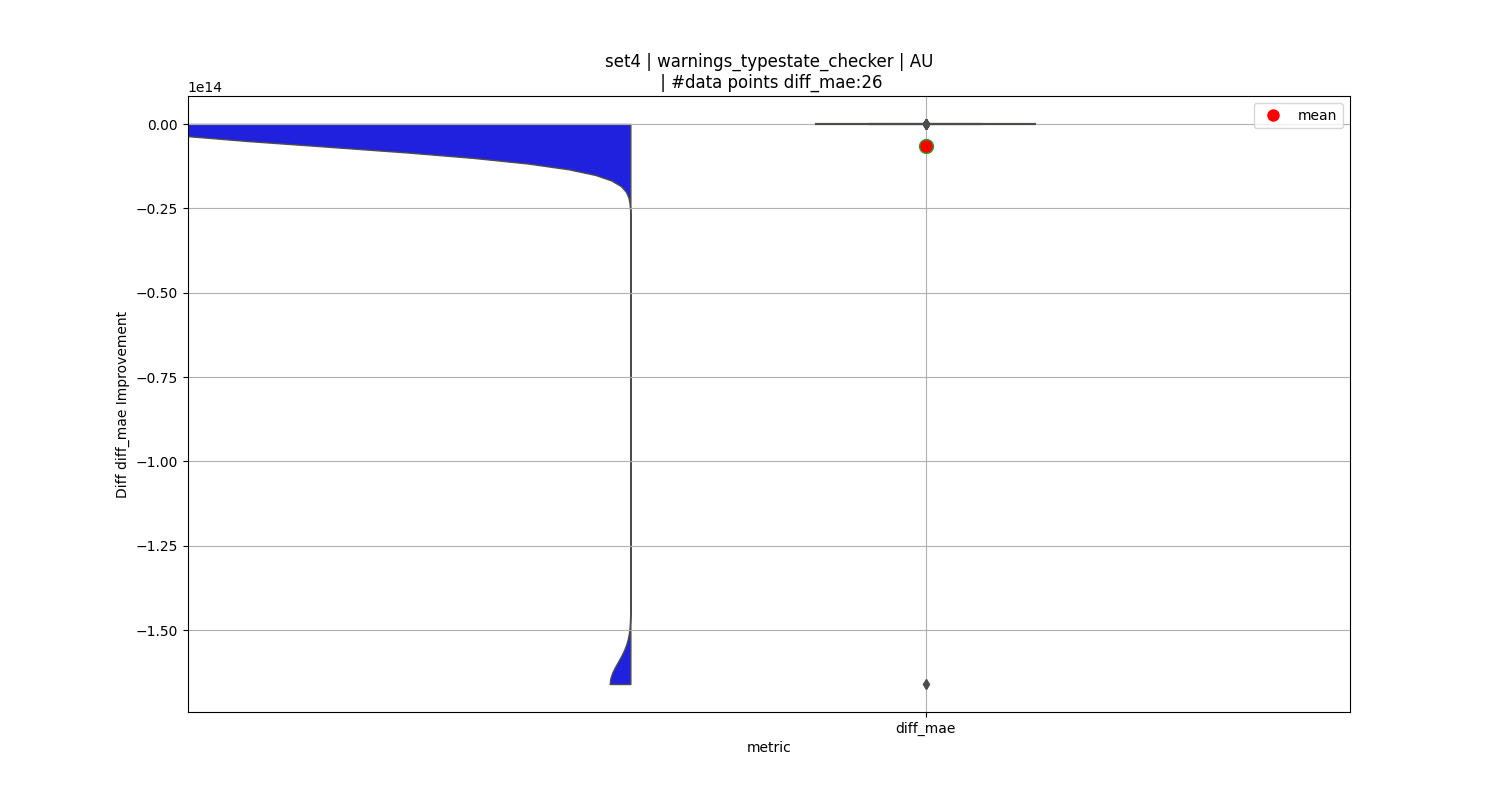 set4 | warnings_typestate_checker | AU
| #data points diff_mae:26
1e14
mean
0.00
−0.25
−0.50
−0.75
−1.00
−1.25
−1.50
Diff diff_mae Improvement
diff_mae
metric